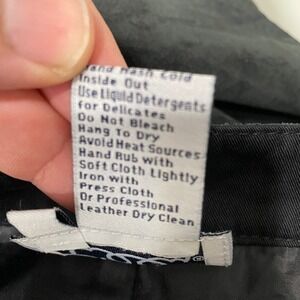 Hand Wash Cold
Inside Out
Use Liquid Detergents
for Delicates
Do Not Bleach
Hang To Dry
Avoid Heat Sources
Hand Rub with
Soft Cloth Lightly
Iron with
Press Cloth
Or Professional
Leather Dry Clean